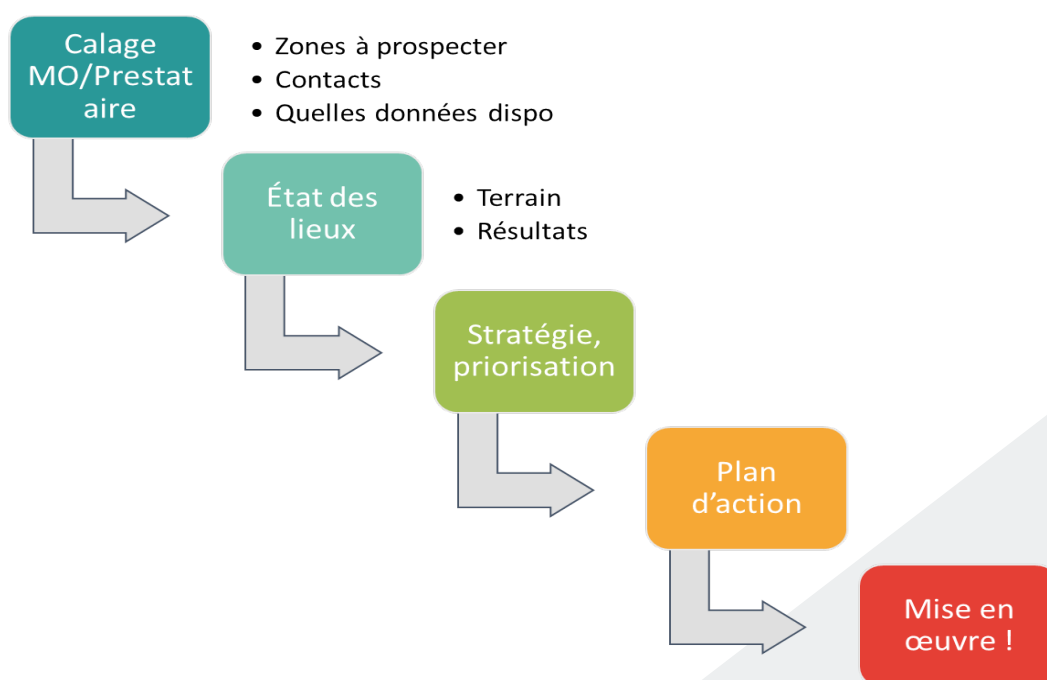 Calage
MO/Prestat
aire
• Zones à prospecter
• Contacts
• Quelles données dispo
État des
lieux
• Terrain
• Résultats
Stratégie,
priorisation
Plan
d’action
Mise en
œuvre !